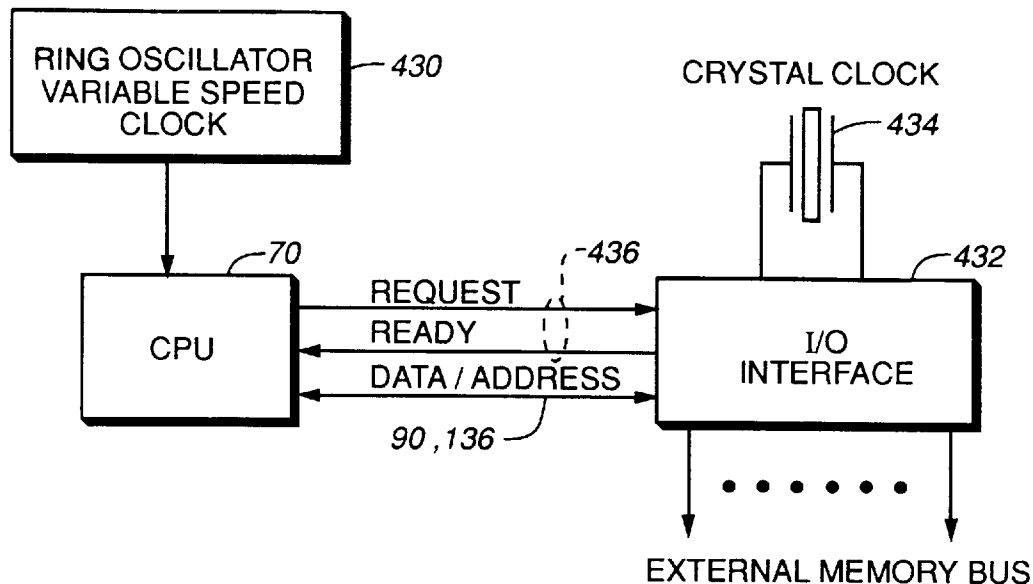 RING OSCILLATOR
VARIABLE SPEED
CLOCK
430
CRYSTAL CLOCK
434
70
CPU
436
432
REQUEST
READY
DATA / ADDRESS
90 , 136
I/O
INTERFACE
EXTERNAL MEMORY BUS